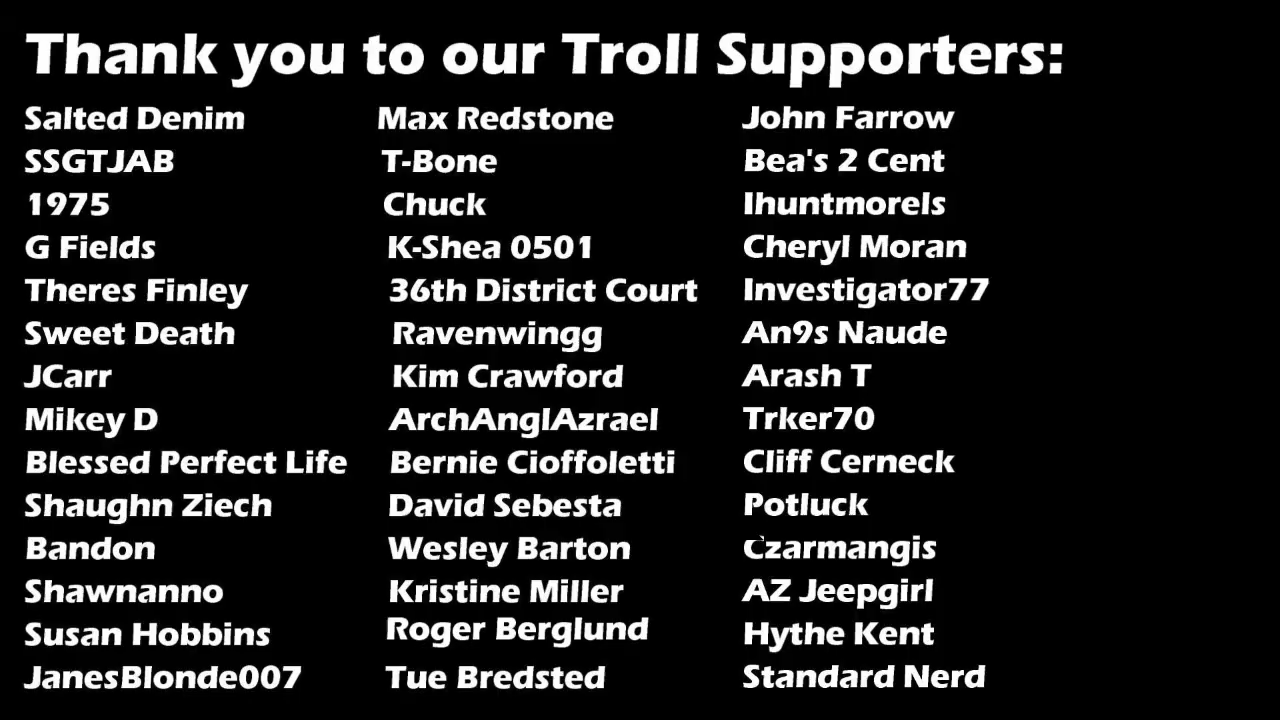 Thank you to our Troll Supporters:
Salted Denim
SSGTJAB
1975
G Fields
Theres Finley
Sweet Death
JCarr
Mikey D
Blessed Perfect Life
Shaughn Ziech
Bandon
Shawnanno
Susan Hobbins
JanesBlonde007
Max Redstone
T-Bone
Chuck
K-Shea 0501
36th District Court
Ravenwingg
Kim Crawford
ArchAnglAzrael
Bernie Cioffoletti
David Sebesta
Wesley Barton
Kristine Miller
Roger Berglund
Tue Bredsted
John Farrow
Bea's 2 Cent
Ihuntmorels
Cheryl Moran
Investigator77
An9s Naude
Arash T
Trker70
Cliff Cerneck
Potluck
Czarmangis
AZ Jeepgirl
Hythe Kent
Standard Nerd